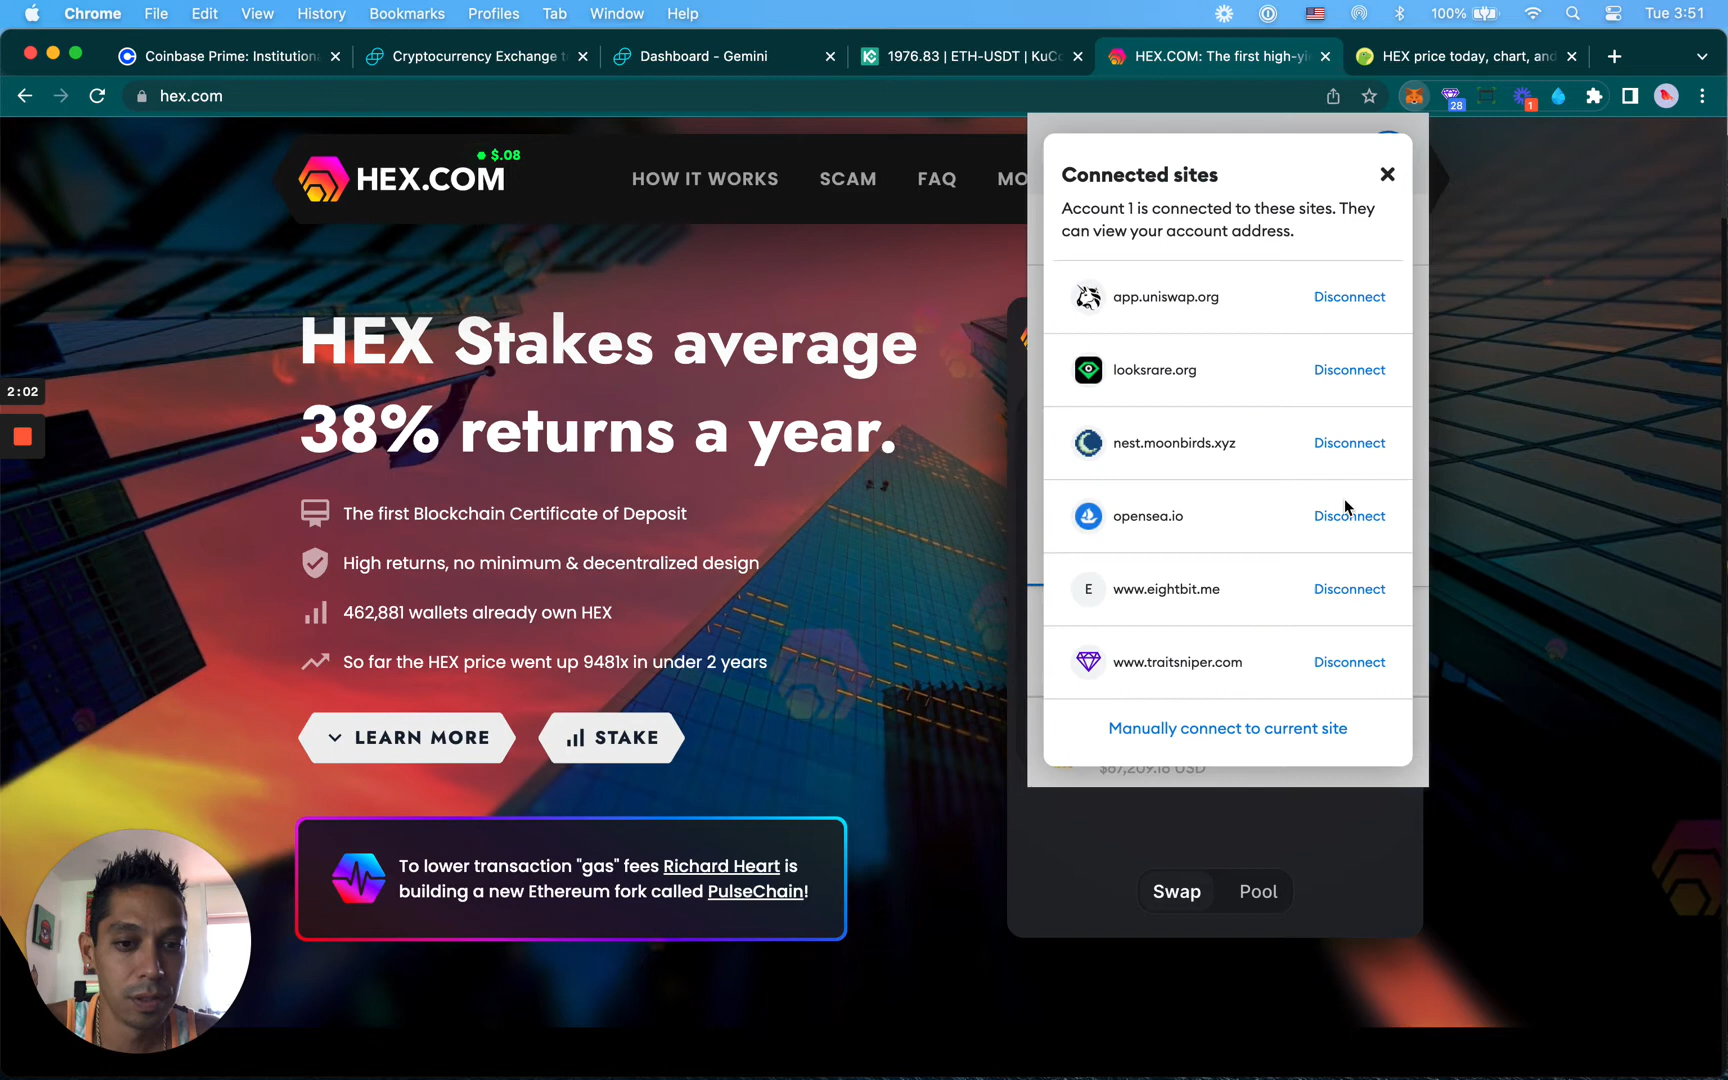 Chrome File Edit View History Bookmarks Profiles Tab Window Help 100% Tue 3:51
Coinbase Prime: Institutiona Cryptocurrency Exchange t Dashboard - Gemini 1976.83 | ETH-USDT | KuCo HEX.COM: The first high-yi HEX price today, chart, and
hex.com
28
1
$.08
HEX.COM
HOW IT WORKS SCAM FAQ MO
HEX Stakes average
38% returns a year.
The first Blockchain Certificate of Deposit
High returns, no minimum & decentralized design
462,881 wallets already own HEX
So far the HEX price went up 9481x in under 2 years
LEARN MORE STAKE
To lower transaction "gas" fees Richard Heart is
building a new Ethereum fork called PulseChain!
2:02
Connected sites
Account 1 is connected to these sites. They
can view your account address.
app.uniswap.org Disconnect
looksrare.org Disconnect
nest.moonbirds.xyz Disconnect
opensea.io Disconnect
E www.eightbit.me Disconnect
www.traitsniper.com Disconnect
Manually connect to current site
Swap Pool